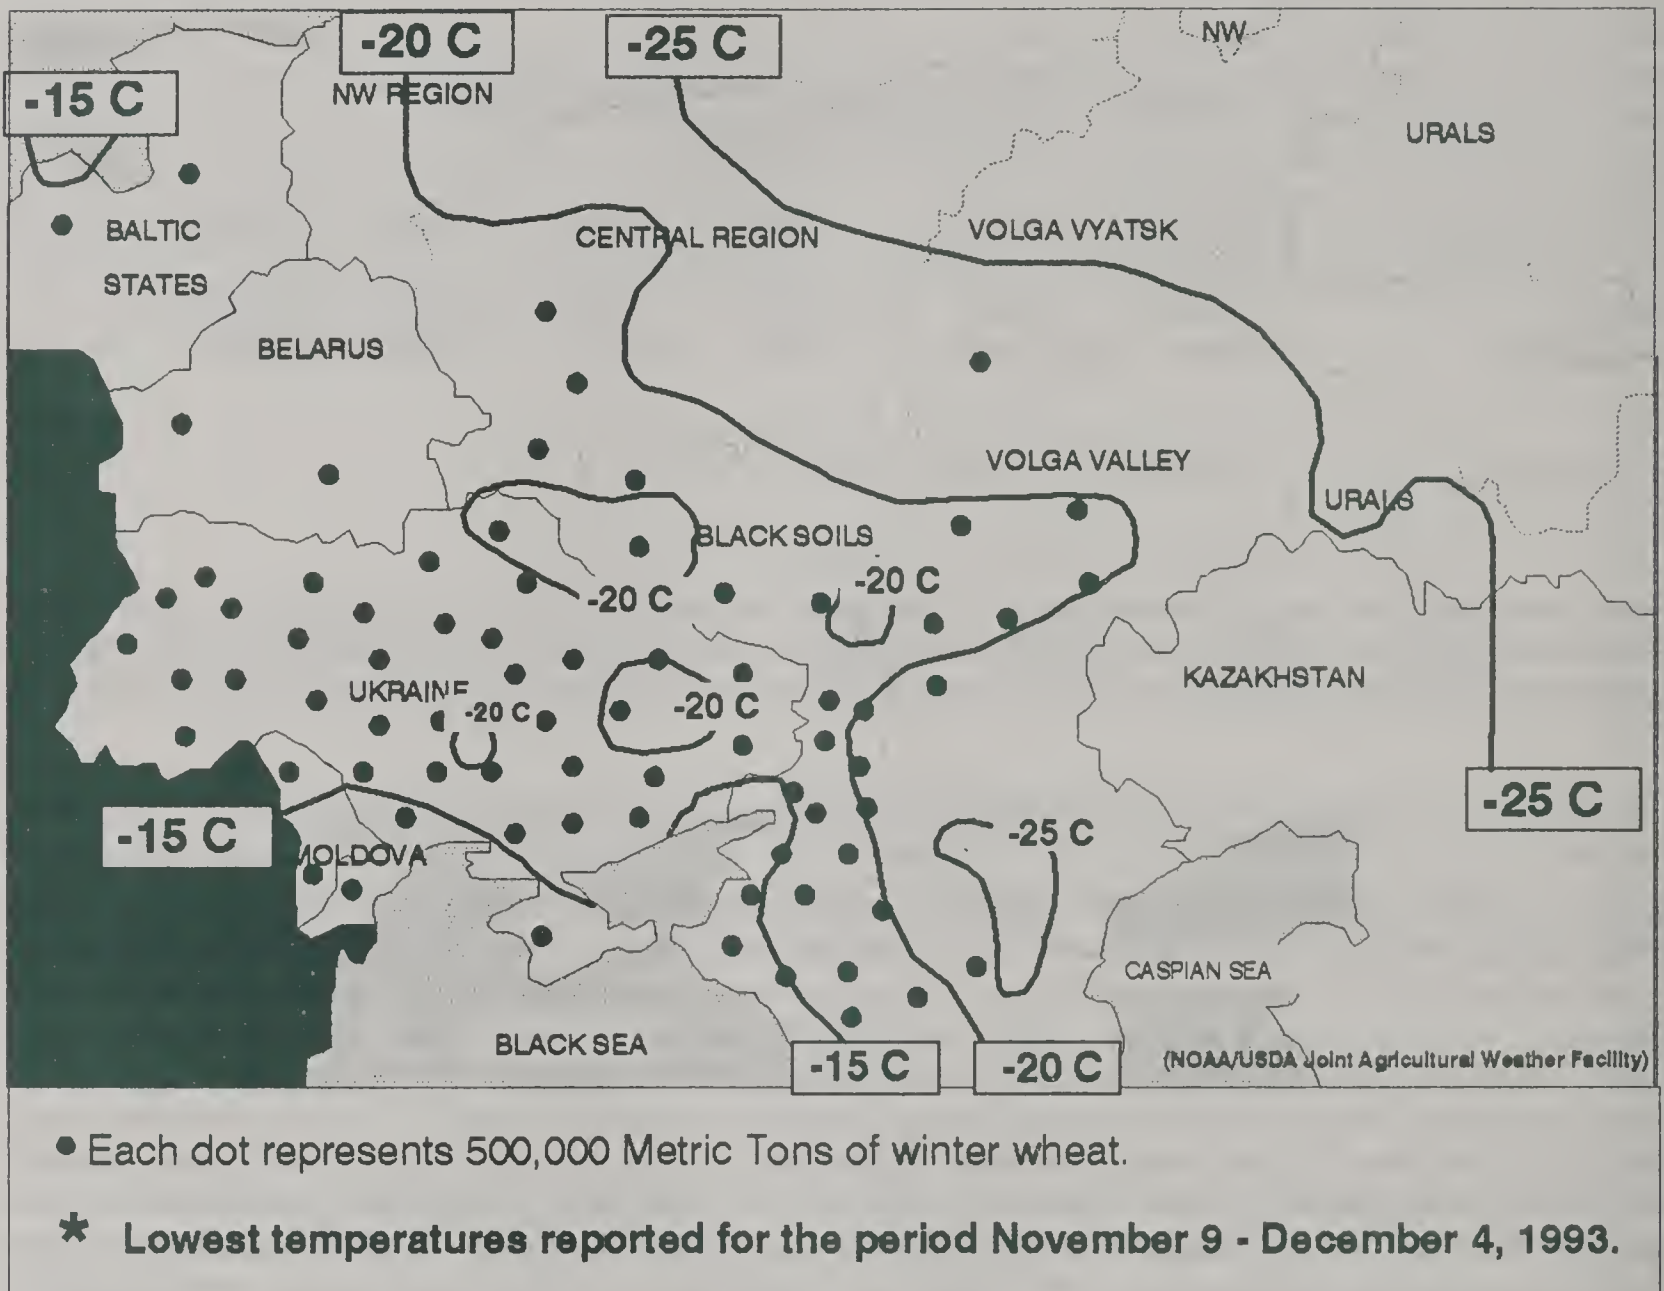 -20 C
-25 C
NW
-15 C
NW REGION
URALS
BALTIC
STATES
CENTRAL REGION
VOLGA VYATSK
BELARUS
VOLGA VALLEY
URALS
BLACK SOILS
-20 C
-20 C
UKRAINE
-20 C
-20 C
KAZAKHSTAN
-25 C
-15 C
-25 C
MOLDOVA
CASPIAN SEA
BLACK SEA
-15 C
-20 C
(NOAA/USDA Joint Agricultural Weather Facility)
● Each dot represents 500,000 Metric Tons of winter wheat.
* Lowest temperatures reported for the period November 9 - December 4, 1993.